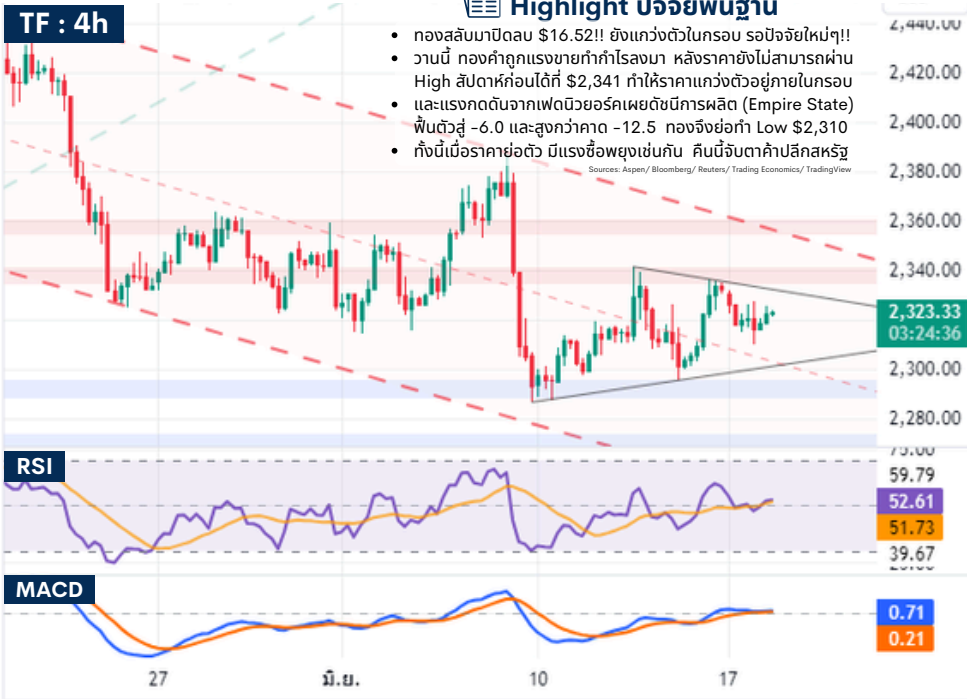 TF : 4h
Highlight ปัจจัยพื้นฐาน
• ทองสลับมาปิดลบ $16.52!! ยังแกว่งตัวในกรอบ รอปัจจัยใหม่ๆ!!
• วานนี้ ทองคำถูกแรงขายทำกำไรลงมา หลังราคายังไม่สามารถผ่าน
High สัปดาห์ก่อนได้ที่ $2,341 ทำให้ราคาแกว่งตัวอยู่ภายในกรอบ
• และแรงกดดันจากเฟดนิวยอร์คเผยดัชนีการผลิต (Empire State)
ฟื้นตัวสู่ -6.0 และสูงกว่าคาด -12.5 ทองจึงย่อทำ Low $2,310
• ทั้งนี้เมื่อราคาย่อตัว มีแรงซื้อพยุงเช่นกัน คืนนี้จับตาค้าปลีกสหรัฐ
Sources: Aspen/ Bloomberg/ Reuters/ Trading Economics/ TradingView
2,440.00
2,420.00
2,400.00
2,380.00
2,360.00
2,340.00
2,323.33
03:24:36
2,300.00
2,280.00
RSI
75.00
59.79
52.61
51.73
39.67
MACD
0.71
0.21
27
มิ.ย.
10
17